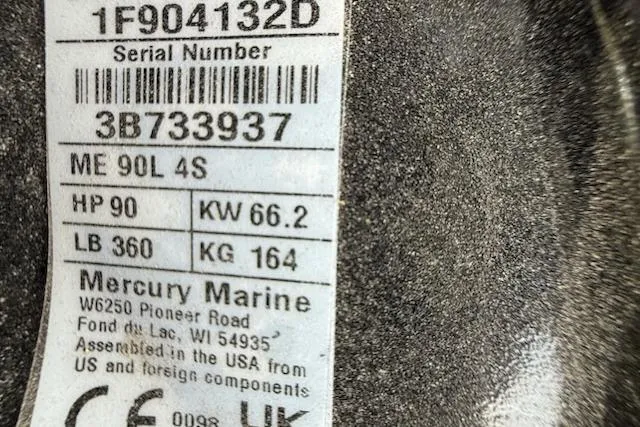 1F904132D
Serial Number
3B733937
ME 90L 4S
HP 90 KW 66.2
LB 360 KG 164
Mercury Marine
W6250 Pioneer Road
Fond du Lac, WI 54935
Assembled in the USA from
US and foreign components
CE 0098 UK